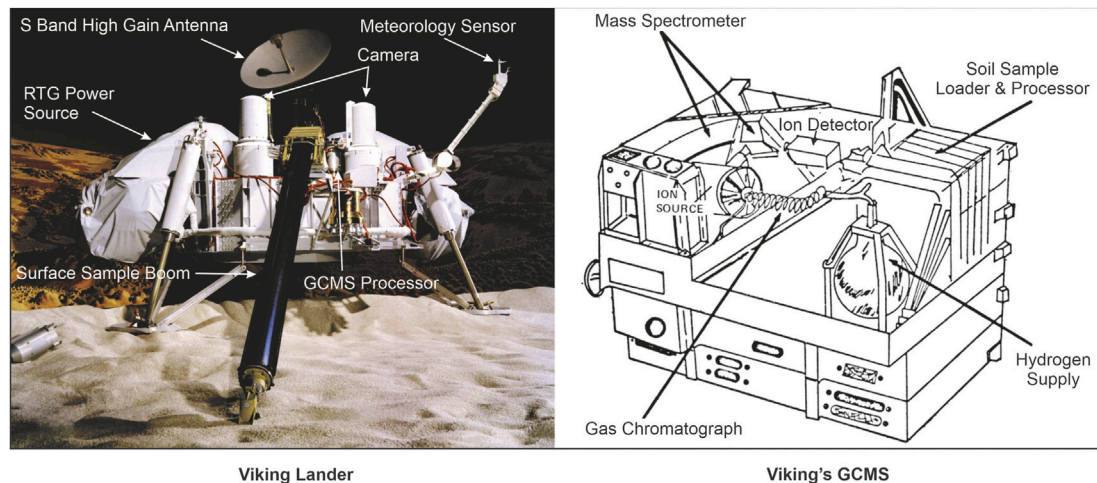 S Band High Gain Antenna
Meteorology Sensor
Camera
RTG Power
Source
Surface Sample Boom
GCMS Processor
Viking Lander
Mass Spectrometer
Soil Sample
Loader & Processor
Ion Detector
ION
SOURCE
Hydrogen
Supply
Gas Chromatograph
Viking's GCMS